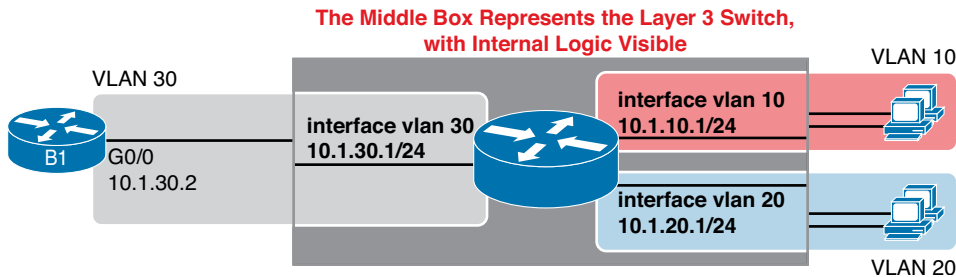 The Middle Box Represents the Layer 3 Switch,
with Internal Logic Visible
VLAN 30
B1
G0/0
10.1.30.2
interface vlan 30
10.1.30.1/24
VLAN 10
interface vlan 10
10.1.10.1/24
interface vlan 20
10.1.20.1/24
VLAN 20